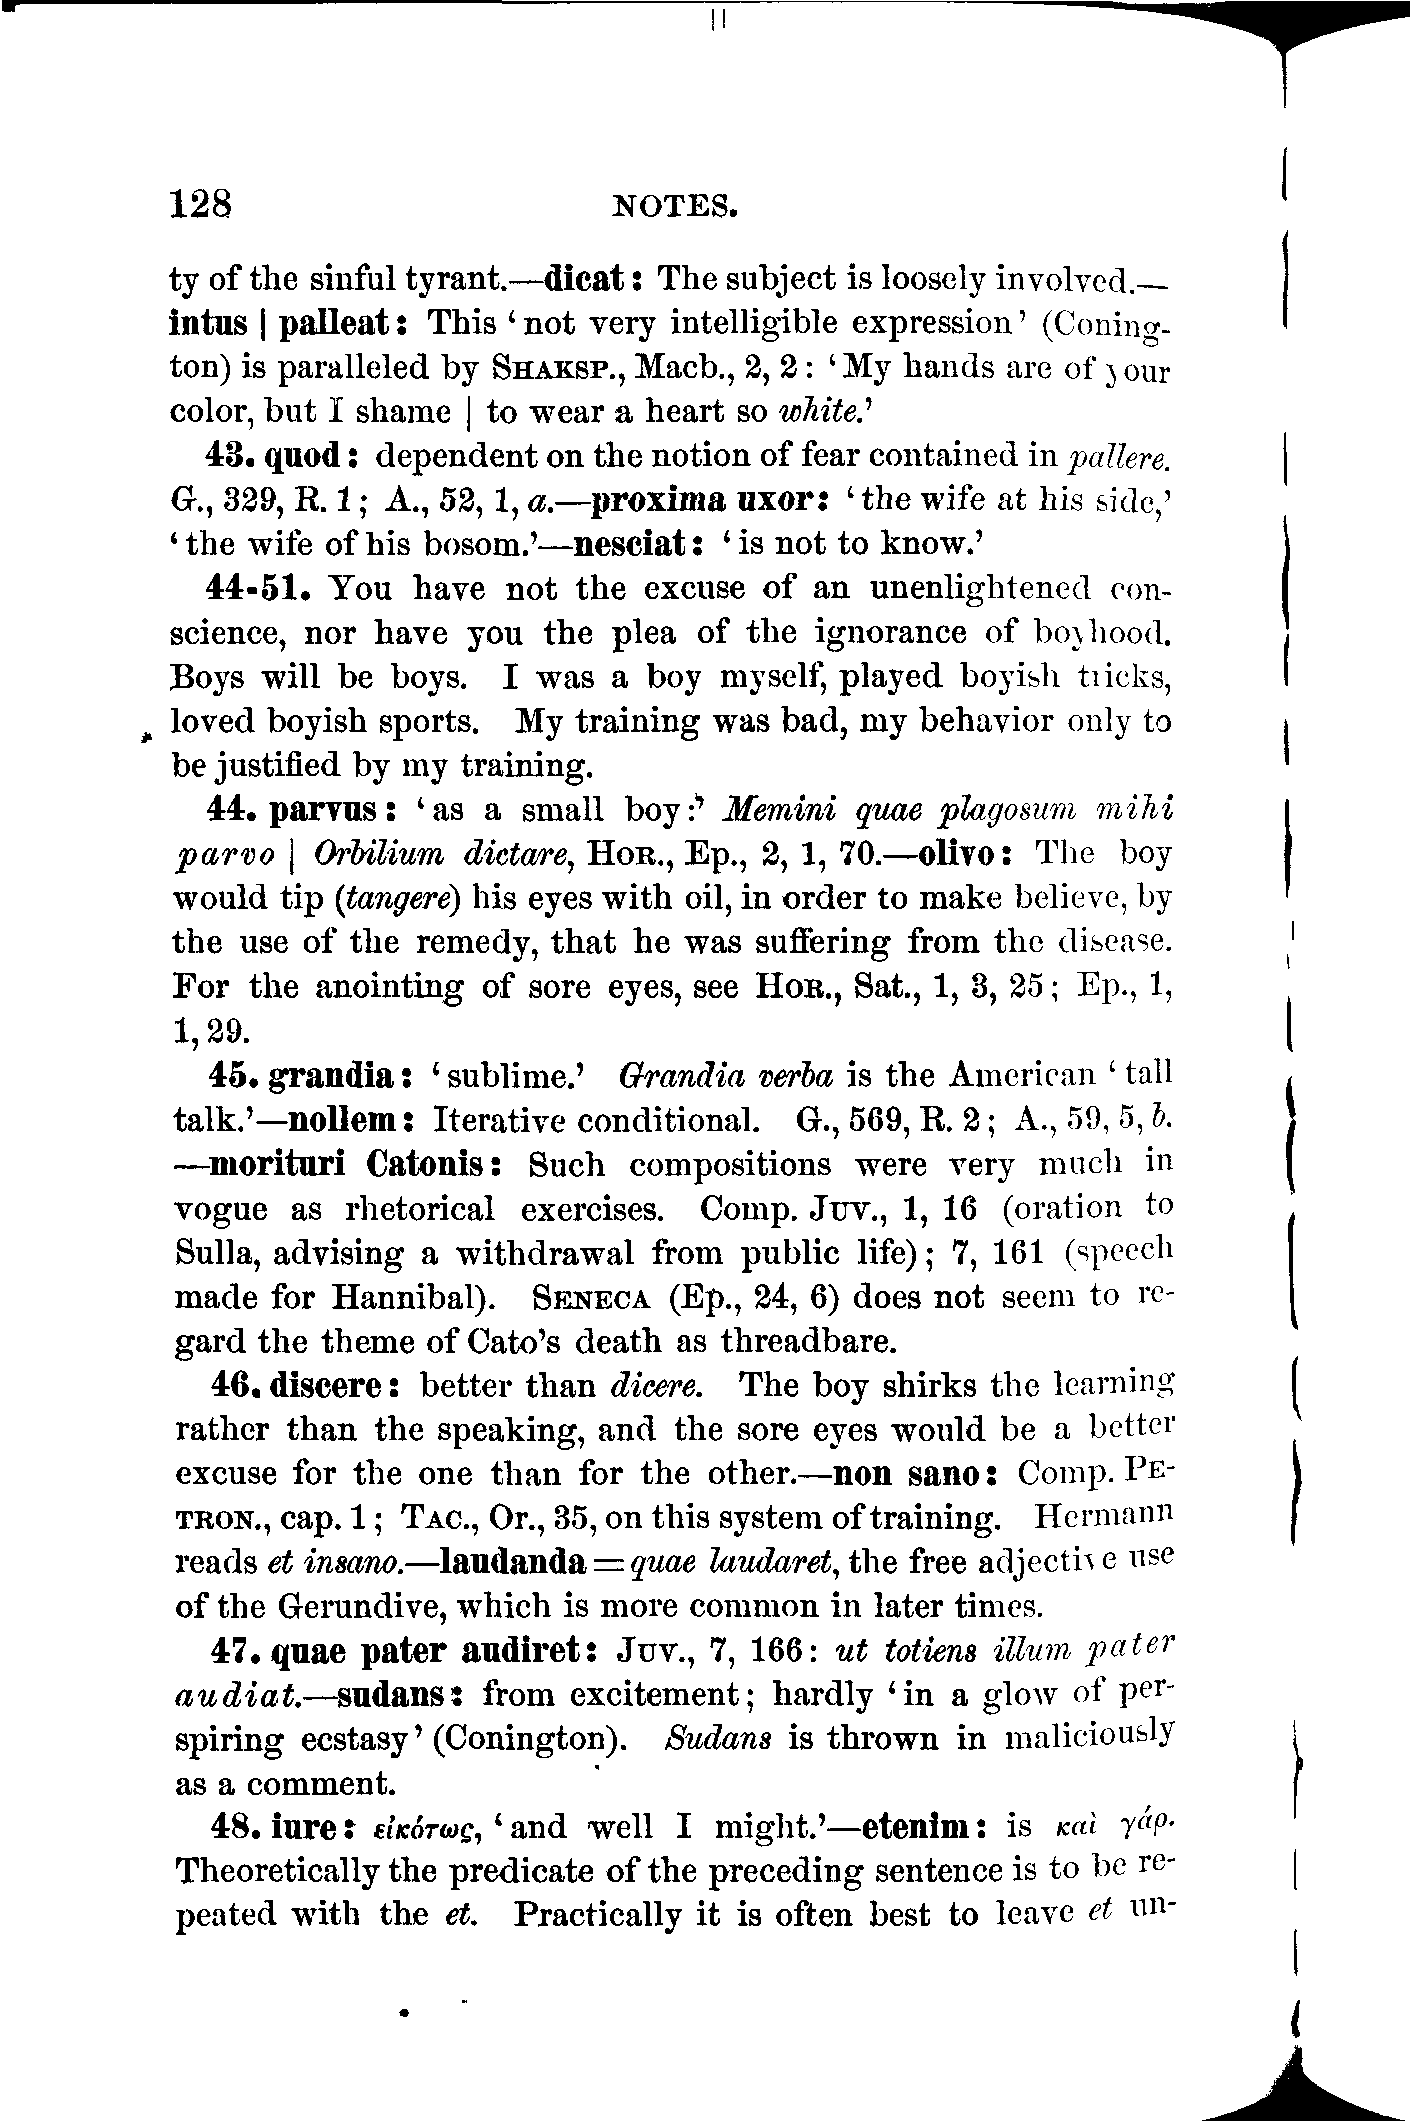 128 NOTES.
ty of the sinful tyrant.—dicat: The subject is loosely involved.—
intus | palleat: This ‘not very intelligible expression’ (Coning-
ton) is paralleled by SHAKSP., Macb., 2, 2: ‘My hands are of your
color, but I shame | to wear a heart so white.’
43. quod: dependent on the notion of fear contained in pallere.
G., 329, R. 1; A., 52, 1, a.—proxima uxor: ‘the wife at his side,’
‘the wife of his bosom.’—nesciat: ‘is not to know.’
44-51. You have not the excuse of an unenlightened con-
science, nor have you the plea of the ignorance of boyhood.
Boys will be boys. I was a boy myself, played boyish tricks,
loved boyish sports. My training was bad, my behavior only to
be justified by my training.
44. parvus: ‘as a small boy:’ Memini quae plagosum mihi
parvo | Orbilium dictare, HOR., Ep., 2, 1, 70.—olivo: The boy
would tip (tangere) his eyes with oil, in order to make believe, by
the use of the remedy, that he was suffering from the disease.
For the anointing of sore eyes, see HOR., Sat., 1, 3, 25; Ep., 1,
1, 29.
45. grandia: ‘sublime.’ Grandia verba is the American ‘tall
talk.’—nollem: Iterative conditional. G., 569, R. 2; A., 59, 5, b.
—morituri Catonis: Such compositions were very much in
vogue as rhetorical exercises. Comp. JUV., 1, 16 (oration to
Sulla, advising a withdrawal from public life); 7, 161 (speech
made for Hannibal). SENECA (Ep., 24, 6) does not seem to re-
gard the theme of Cato’s death as threadbare.
46. discere: better than dicere. The boy shirks the learning
rather than the speaking, and the sore eyes would be a better
excuse for the one than for the other.—non sano: Comp. PE-
TRON., cap. 1; TAC., Or., 35, on this system of training. Hermann
reads et insano.—laudanda = quae laudaret, the free adjective use
of the Gerundive, which is more common in later times.
47. quae pater audiret: JUV., 7, 166: ut totiens illum pater
audiat.—sudans: from excitement; hardly ‘in a glow of per-
spiring ecstasy’ (Conington). Sudans is thrown in maliciously
as a comment.
48. iure: εἰκότως, ‘and well I might.’—etenim: is καὶ γάρ.
Theoretically the predicate of the preceding sentence is to be re-
peated with the et. Practically it is often best to leave et un-